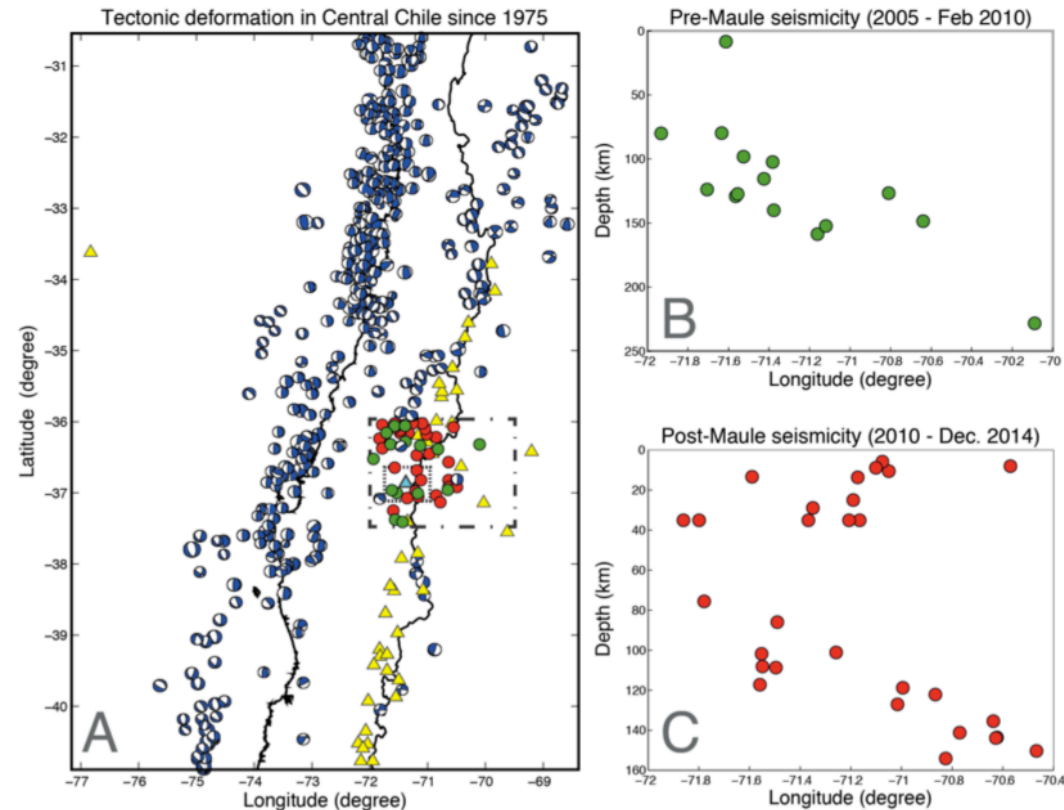 Tectonic deformation in Central Chile since 1975
−31
−32
−33
−34
−35
−36
−37
−38
−39
−40
Latitude (degree)
A
−77 −76 −75 −74 −73 −72 −71 −70 −69
Longitude (degree)
Pre-Maule seismicity (2005 - Feb 2010)
0
50
100
150
200
250
Depth (km)
B
−72 −71.8 −71.6 −71.4 −71.2 −71 −70.8 −70.6 −70.4 −70.2 −70
Longitude (degree)
Post-Maule seismicity (2010 - Dec. 2014)
0
20
40
60
80
100
120
140
160
Depth (km)
C
−72 −71.8 −71.6 −71.4 −71.2 −71 −70.8 −70.6 −70.4
Longitude (degree)